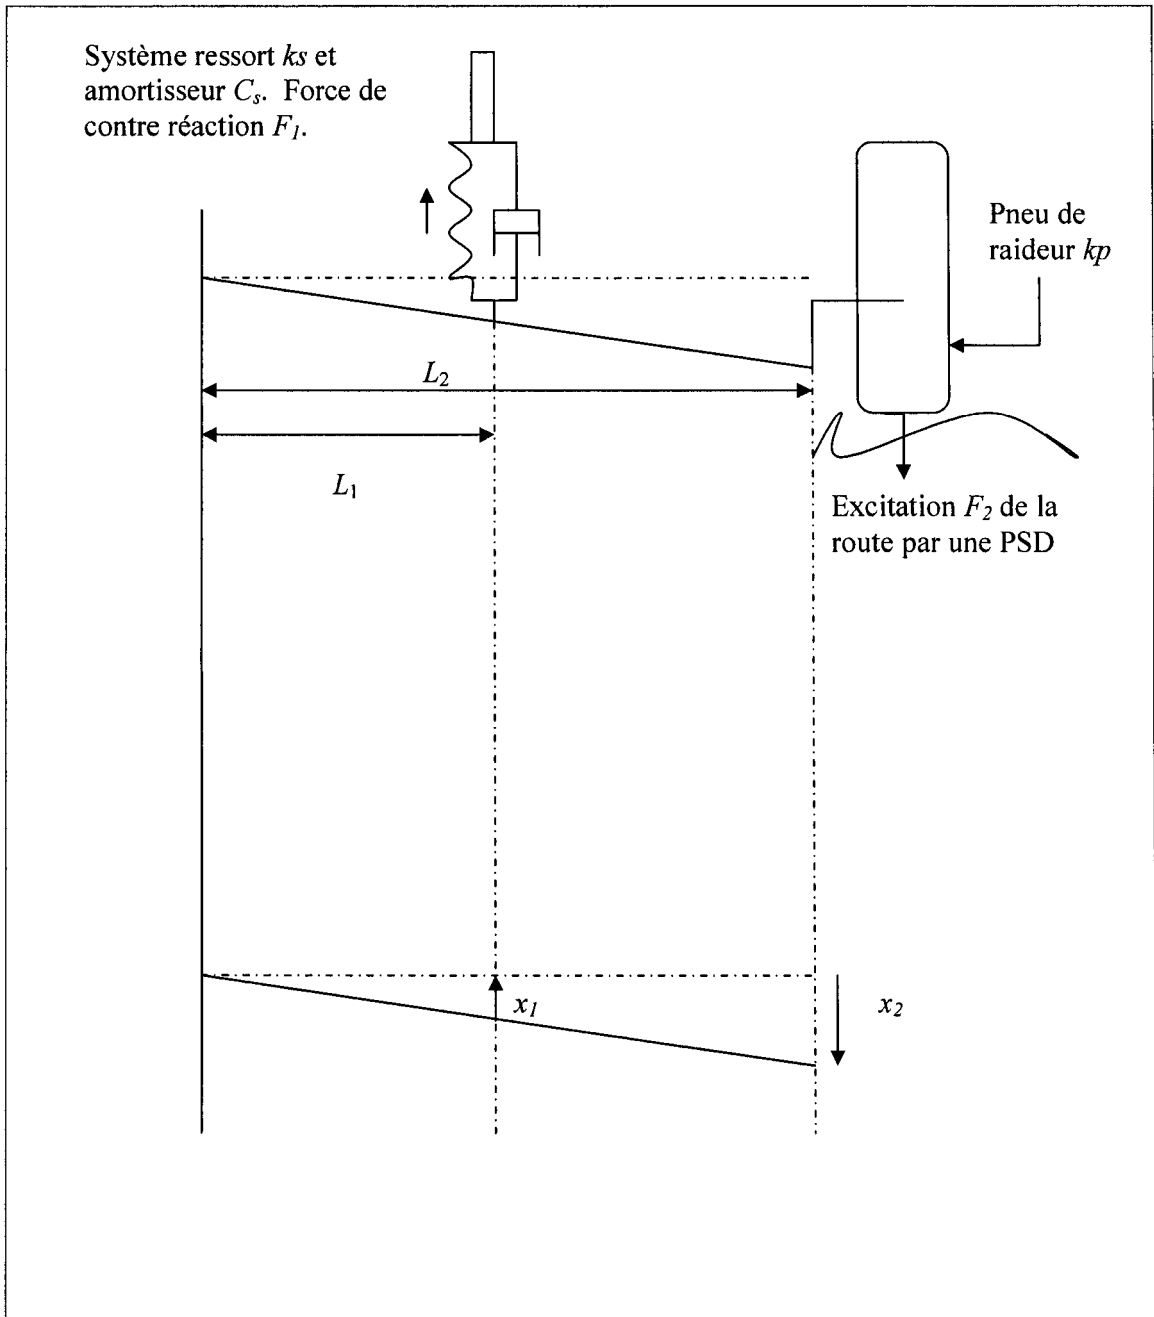 Système ressort ks et
amortisseur Cs. Force de
contre réaction F1.
Pneu de
raideur kp
L2
L1
Excitation F2 de la
route par une PSD
x1
x2